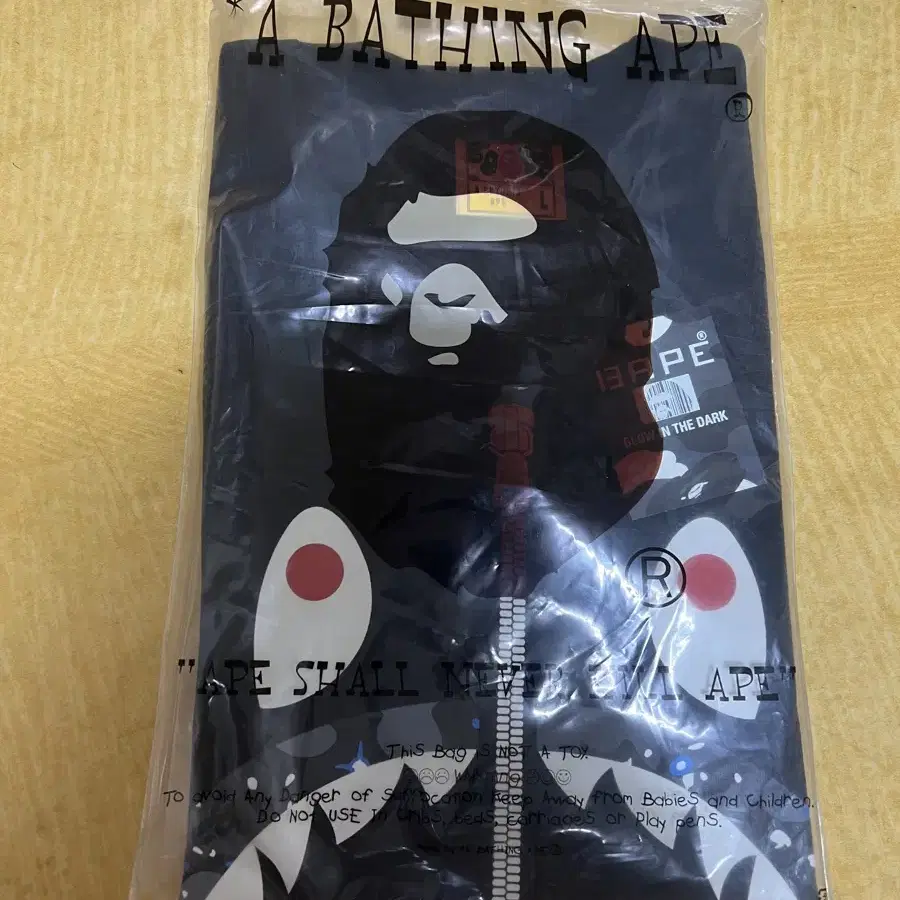 * A BATHING APE
®
L
BAPE®
GLOW IN THE DARK
®
"APE SHALL NEVER KILL APE"
This Bag is NOT A TOY.
To avoid Any Danger of Suffocation Keep Away from Babies and Children.
Do Not USE In Cribs, beds, carriages or Play pens.